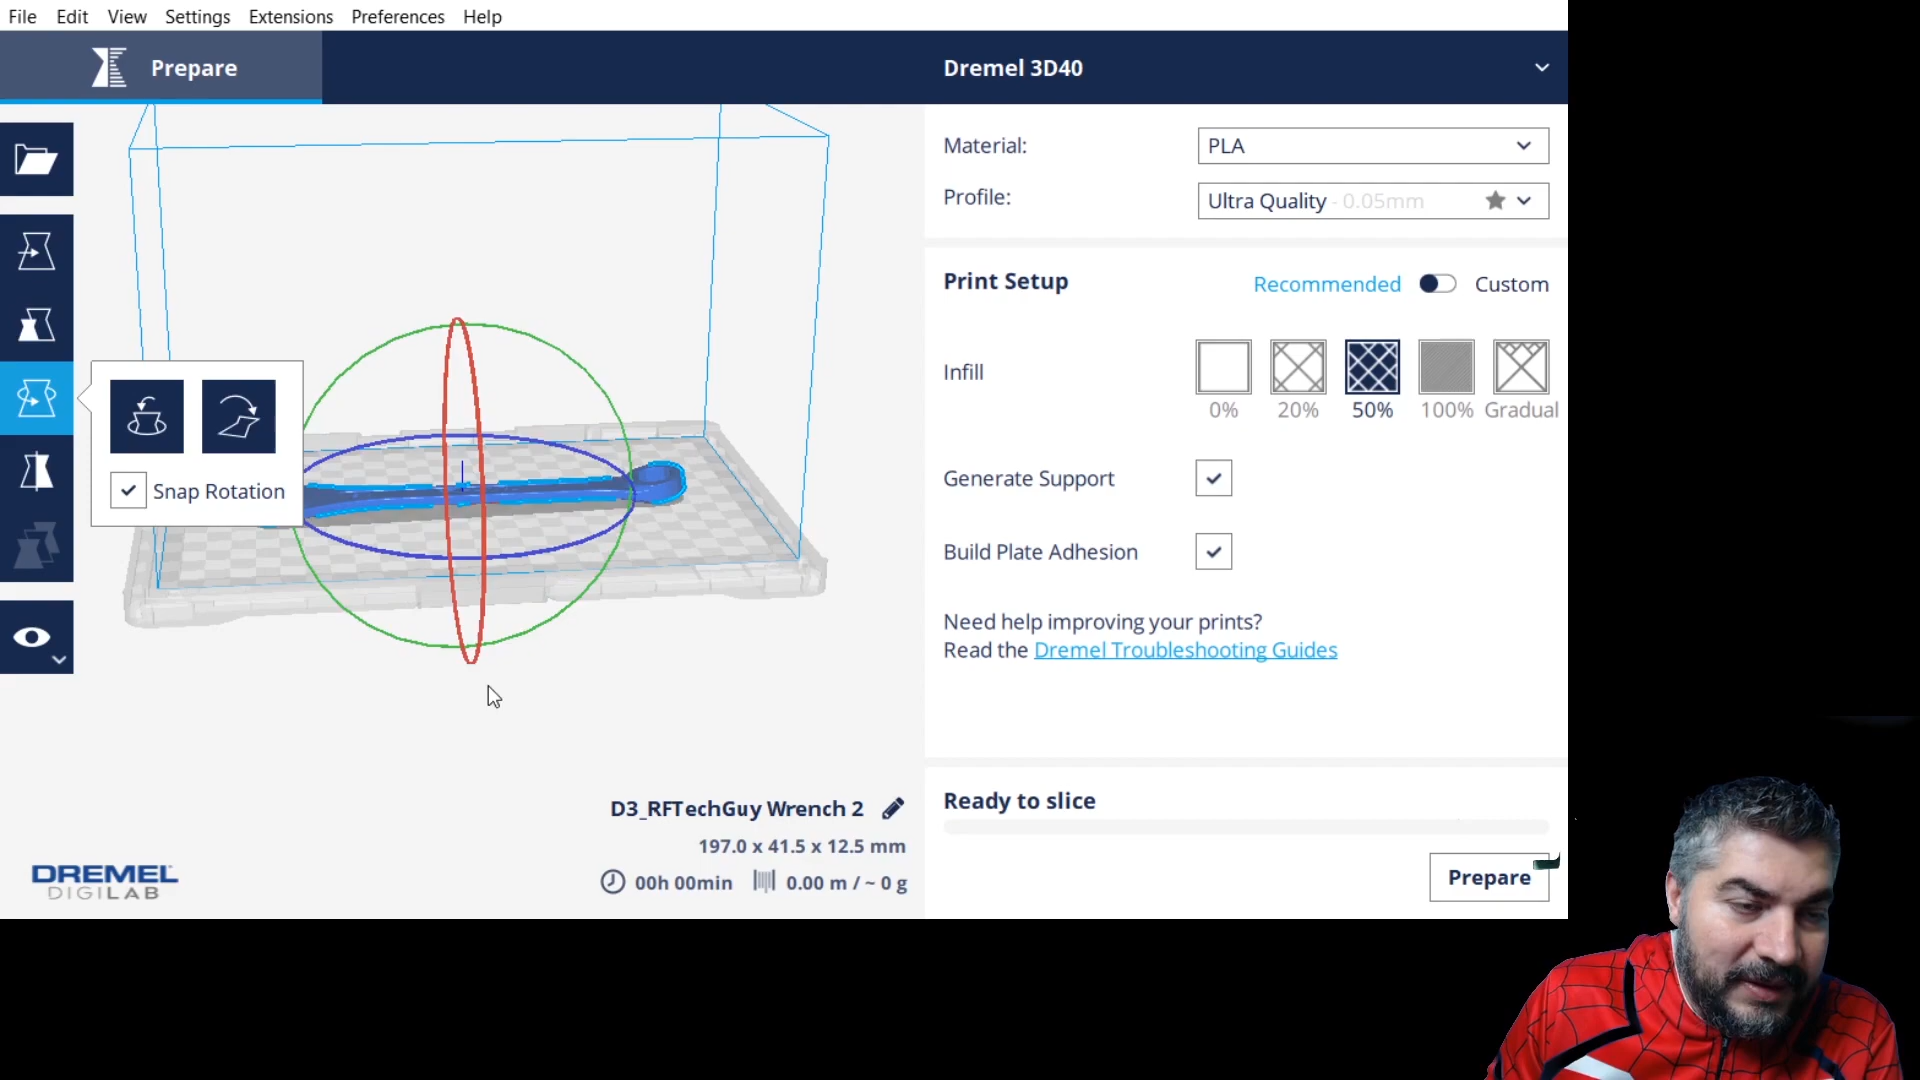 File Edit View Settings Extensions Preferences Help
Prepare
Dremel 3D40
Material:
PLA
Profile:
Ultra Quality - 0.05mm
Print Setup
Recommended
Custom
Infill
0%
20%
50%
100%
Gradual
Snap Rotation
Generate Support
Build Plate Adhesion
Need help improving your prints?
Read the Dremel Troubleshooting Guides
D3_RFTechGuy Wrench 2
197.0 x 41.5 x 12.5 mm
00h 00min
0.00 m / ~ 0 g
Ready to slice
Prepare
DREMEL
DIGILAB